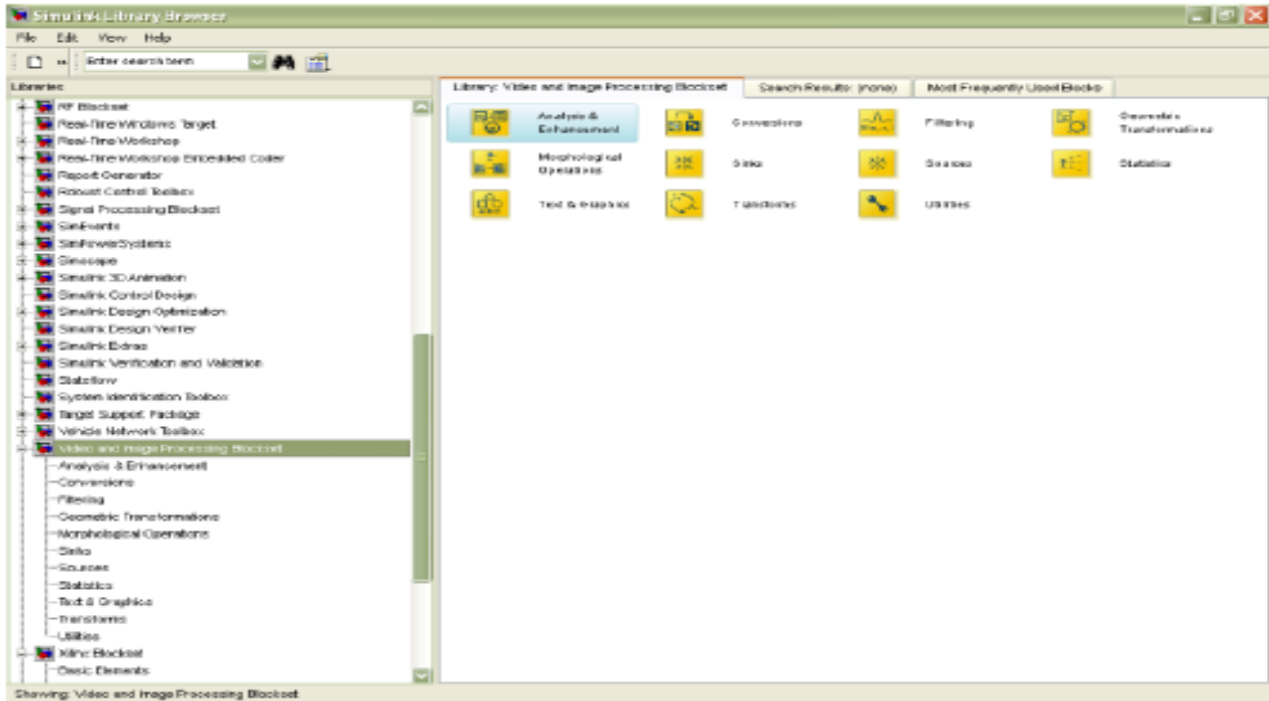 Simulink Library Browser
File Edit View Help
Enter search term
Libraries
Library: Video and Image Processing Blockset
Search Results: (none)
Most Frequently Used Blocks
RF Blockset
Real-Time Windows Target
Real-Time Workshop
Real-Time Workshop Embedded Coder
Report Generator
Robust Control Toolbox
Signal Processing Blockset
SimEvents
SimPowerSystems
Simscape
Simulink 3D Animation
Simulink Control Design
Simulink Design Optimization
Simulink Design Verifier
Simulink Extras
Simulink Verification and Validation
Stateflow
System Identification Toolbox
Target Support Package
Vehicle Network Toolbox
Video and Image Processing Blockset
Analysis & Enhancement
Conversions
Filtering
Geometric Transformations
Morphological Operations
Sinks
Sources
Statistics
Text & Graphics
Transforms
Utilities
Xilinx Blockset
Basic Elements
Analysis &
Enhancement
Conversions
Filtering
Geometric
Transformations
Morphological
Operations
Sinks
Sources
Statistics
Text & Graphics
Transforms
Utilities
Showing: Video and Image Processing Blockset